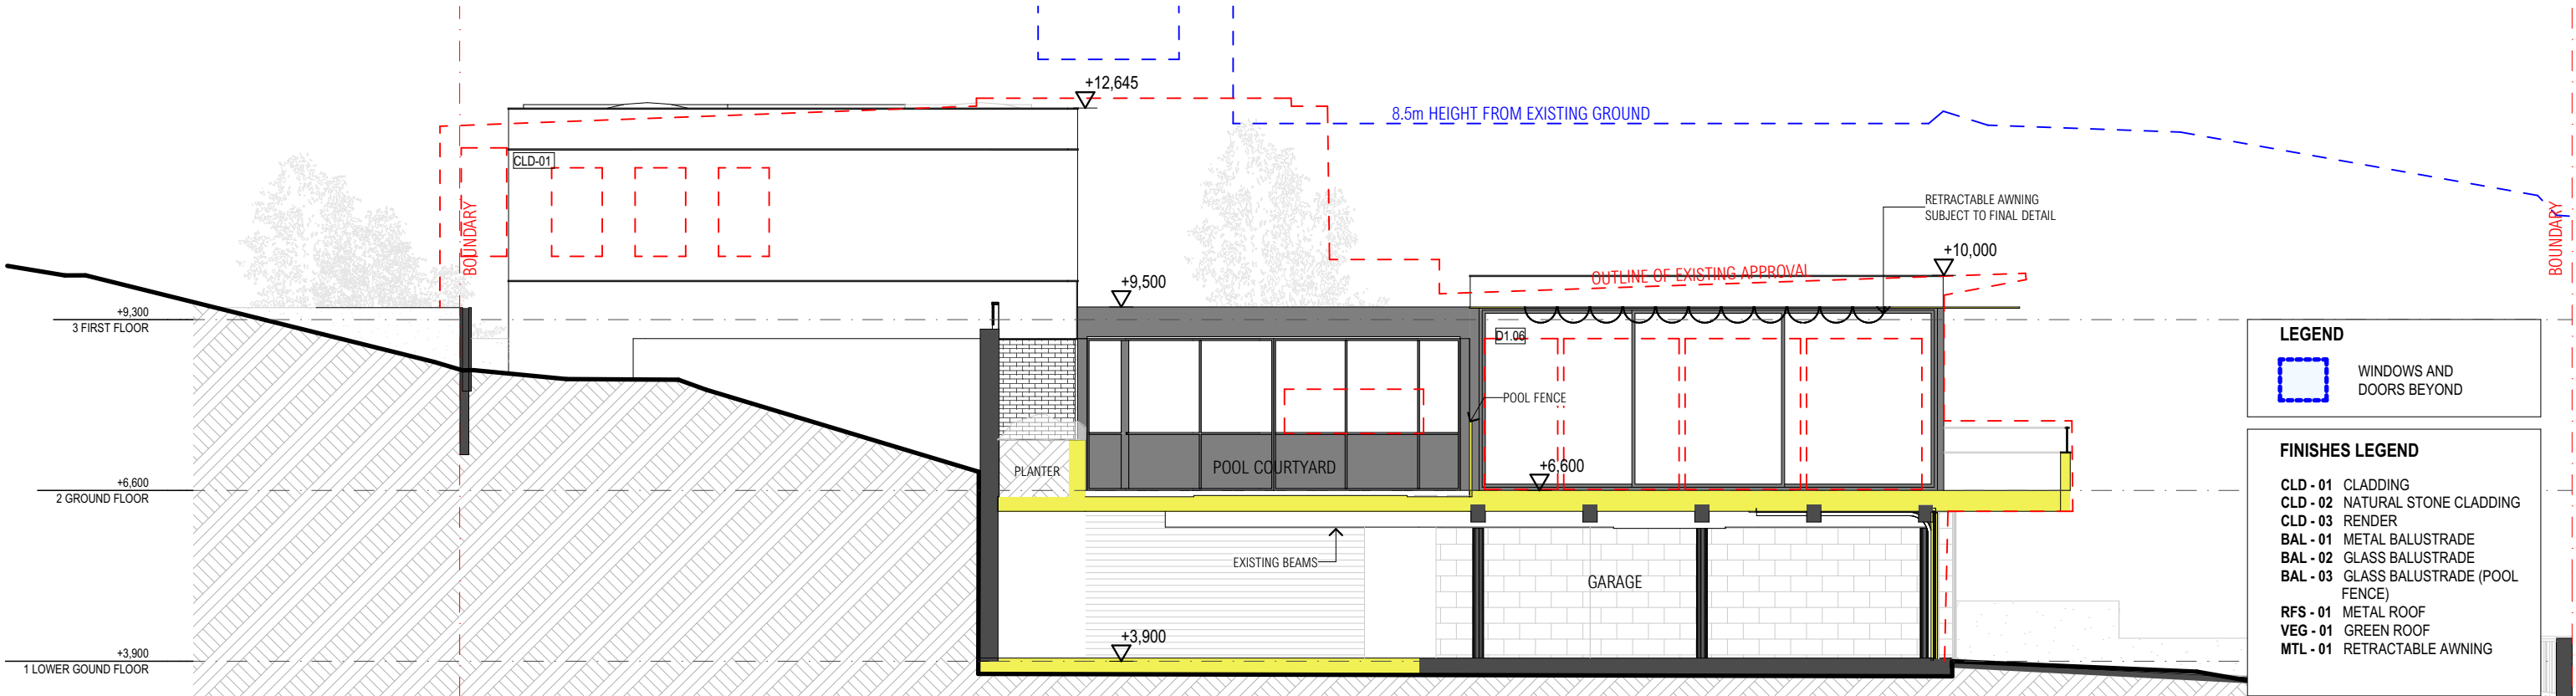 +12,645
8.5m HEIGHT FROM EXISTING GROUND
CLD-01
BOUNDARY
RETRACTABLE AWNING
SUBJECT TO FINAL DETAIL
BOUNDARY
+10,000
OUTLINE OF EXISTING APPROVAL
+9,500
+9,300
3 FIRST FLOOR
D1.06
POOL FENCE
PLANTER
POOL COURTYARD
+6,600
+6,600
2 GROUND FLOOR
EXISTING BEAMS
GARAGE
+3,900
+3,900
1 LOWER GOUND FLOOR
LEGEND
WINDOWS AND
DOORS BEYOND
FINISHES LEGEND
CLD - 01 CLADDING
CLD - 02 NATURAL STONE CLADDING
CLD - 03 RENDER
BAL - 01 METAL BALUSTRADE
BAL - 02 GLASS BALUSTRADE
BAL - 03 GLASS BALUSTRADE (POOL
FENCE)
RFS - 01 METAL ROOF
VEG - 01 GREEN ROOF
MTL - 01 RETRACTABLE AWNING